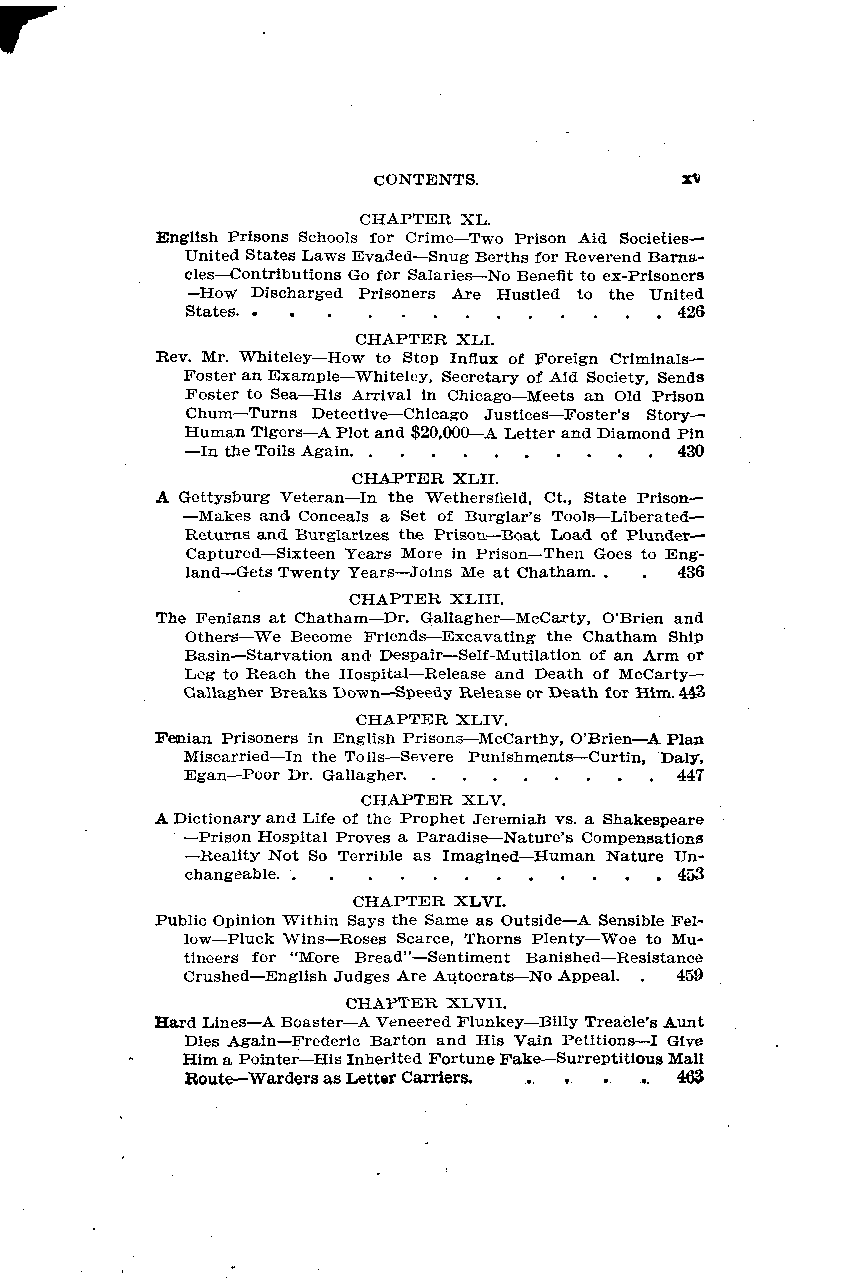 CONTENTS. xv
CHAPTER XL.
English Prisons Schools for Crime—Two Prison Aid Societies—
United States Laws Evaded—Snug Berths for Reverend Barna-
cles—Contributions Go for Salaries—No Benefit to ex-Prisoners
—How Discharged Prisoners Are Hustled to the United
States. . . . . . . . . . . . . . 426
CHAPTER XLI.
Rev. Mr. Whiteley—How to Stop Influx of Foreign Criminals—
Foster an Example—Whiteley, Secretary of Aid Society, Sends
Foster to Sea—His Arrival in Chicago—Meets an Old Prison
Chum—Turns Detective—Chicago Justices—Foster's Story—
Human Tigers—A Plot and $20,000—A Letter and Diamond Pin
—In the Toils Again. . . . . . . . . . . 430
CHAPTER XLII.
A Gettysburg Veteran—In the Wethersfield, Ct., State Prison—
—Makes and Conceals a Set of Burglar's Tools—Liberated—
Returns and Burglarizes the Prison—Boat Load of Plunder—
Captured—Sixteen Years More in Prison—Then Goes to Eng-
land—Gets Twenty Years—Joins Me at Chatham. . . 436
CHAPTER XLIII.
The Fenians at Chatham—Dr. Gallagher—McCarty, O'Brien and
Others—We Become Friends—Excavating the Chatham Ship
Basin—Starvation and Despair—Self-Mutilation of an Arm or
Leg to Reach the Hospital—Release and Death of McCarty—
Gallagher Breaks Down—Speedy Release or Death for Him. 443
CHAPTER XLIV.
Fenian Prisoners in English Prisons—McCarthy, O'Brien—A Plan
Miscarried—In the Toils—Severe Punishments—Curtin, Daly,
Egan—Poor Dr. Gallagher. . . . . . . . . 447
CHAPTER XLV.
A Dictionary and Life of the Prophet Jeremiah vs. a Shakespeare
—Prison Hospital Proves a Paradise—Nature's Compensations
—Reality Not So Terrible as Imagined—Human Nature Un-
changeable. . . . . . . . . . . . . 453
CHAPTER XLVI.
Public Opinion Within Says the Same as Outside—A Sensible Fel-
low—Pluck Wins—Roses Scarce, Thorns Plenty—Woe to Mu-
tineers for "More Bread"—Sentiment Banished—Resistance
Crushed—English Judges Are Autocrats—No Appeal. . 459
CHAPTER XLVII.
Hard Lines—A Boaster—A Veneered Flunkey—Billy Treacle's Aunt
Dies Again—Frederic Barton and His Vain Petitions—I Give
Him a Pointer—His Inherited Fortune Fake—Surreptitious Mail
Route—Warders as Letter Carriers. . . . . 463